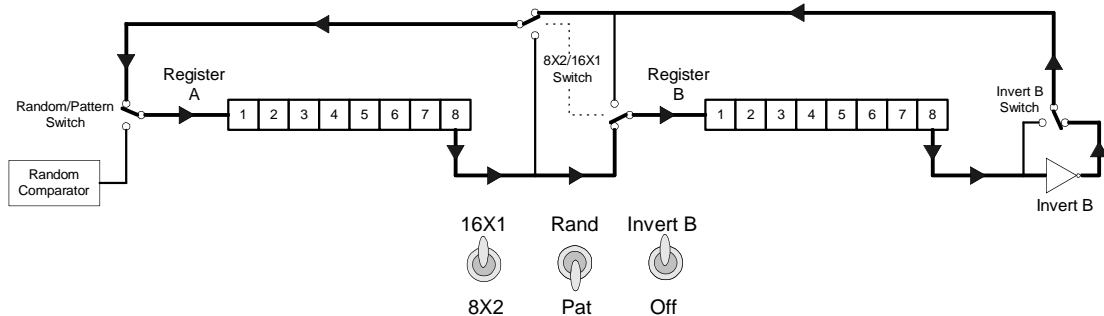 8X2/16X1
Switch
Register
A
Register
B
Random/Pattern
Switch
Invert B
Switch
1 2 3 4 5 6 7 8
1 2 3 4 5 6 7 8
Random
Comparator
Invert B
16X1 Rand Invert B
8X2 Pat Off